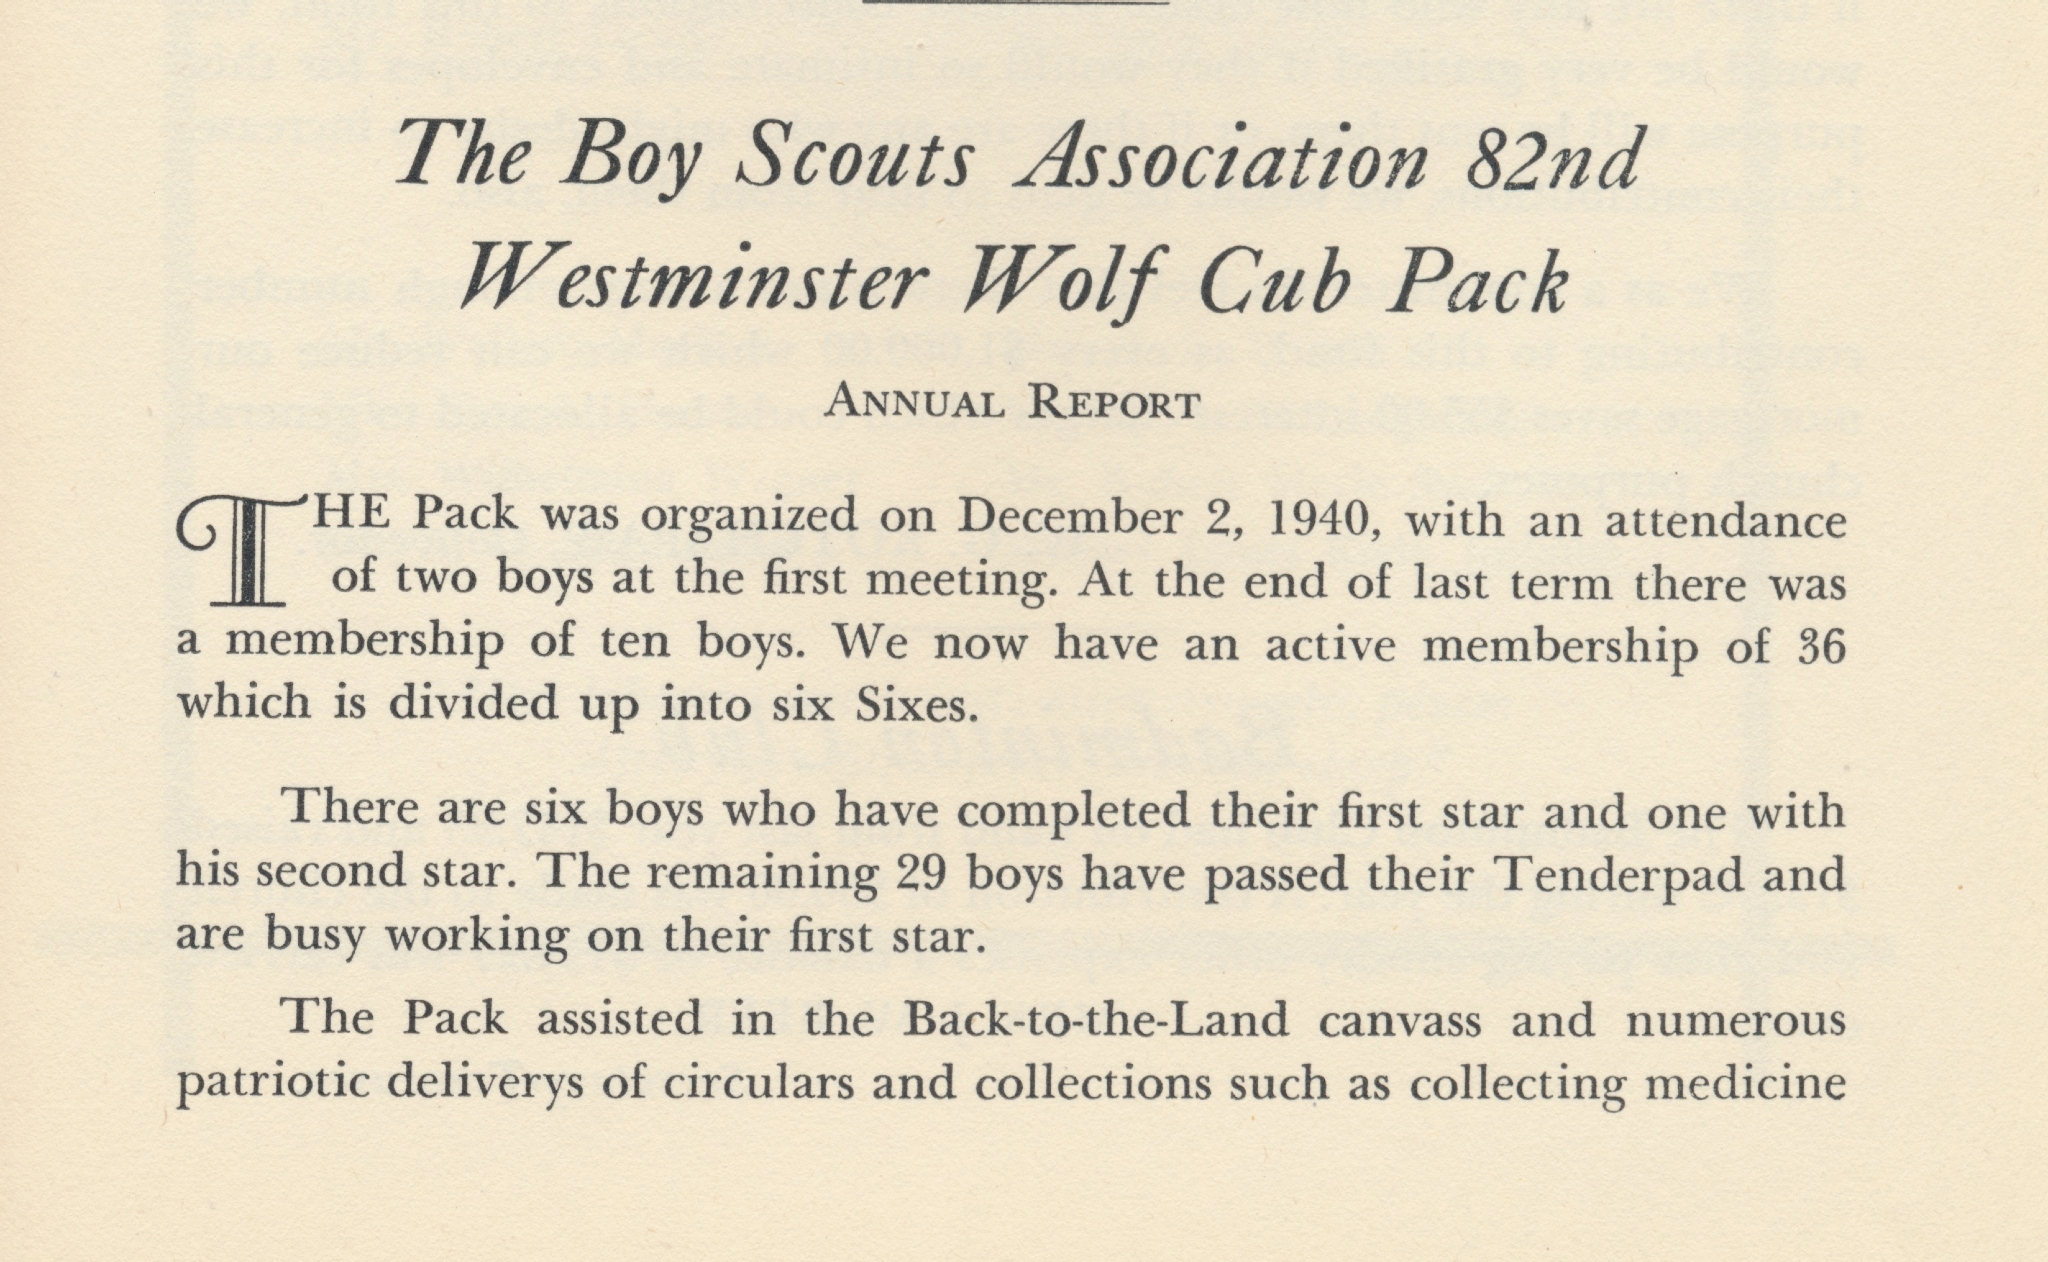 The Boy Scouts Association 82nd
Westminster Wolf Cub Pack
Annual Report
THE Pack was organized on December 2, 1940, with an attendance
of two boys at the first meeting. At the end of last term there was
a membership of ten boys. We now have an active membership of 36
which is divided up into six Sixes.
There are six boys who have completed their first star and one with
his second star. The remaining 29 boys have passed their Tenderpad and
are busy working on their first star.
The Pack assisted in the Back-to-the-Land canvass and numerous
patriotic deliverys of circulars and collections such as collecting medicine